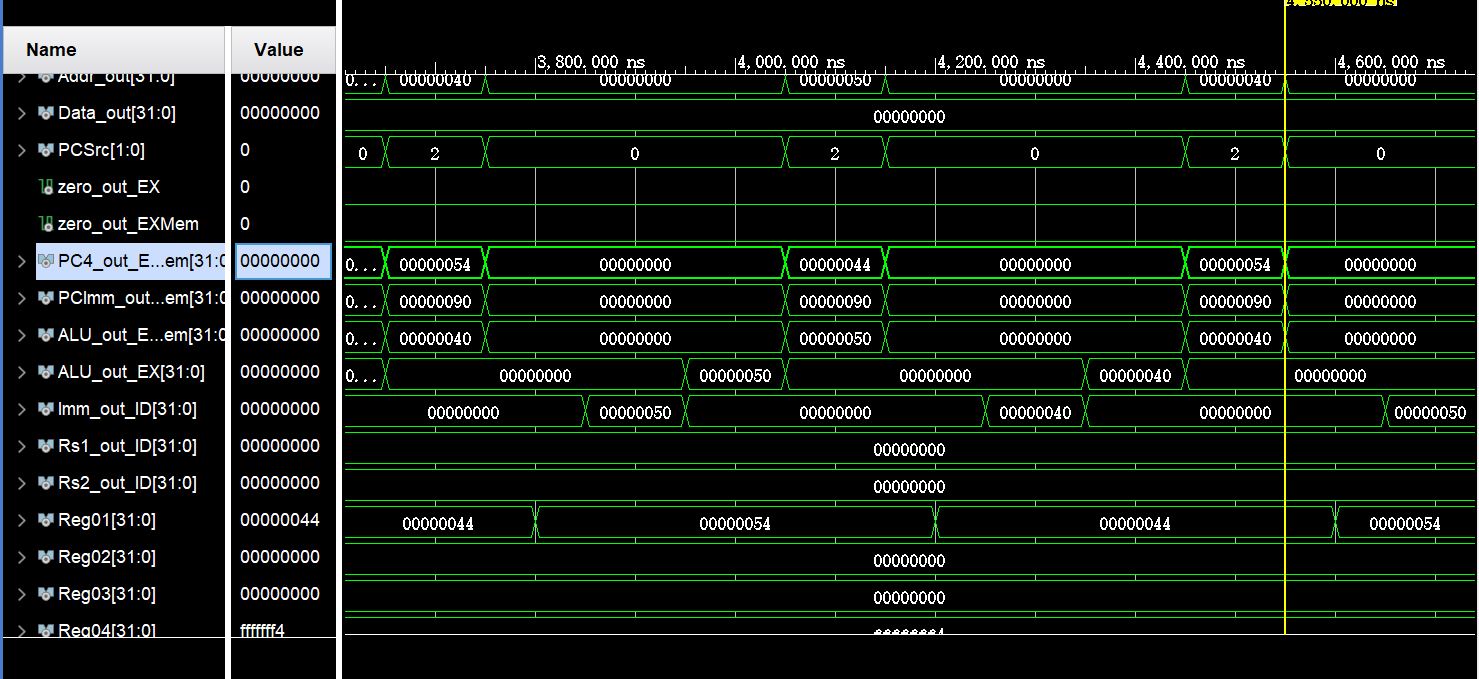 Name Value
3,800.000 ns 4,000.000 ns 4,200.000 ns 4,400.000 ns 4,600.000 ns
Addr_out[31:0] 00000000 0... 00000040 00000000 00000050 00000000 00000040 00000000
Data_out[31:0] 00000000 00000000
PCSrc[1:0] 0 0 2 0 2 0 2 0
zero_out_EX 0
zero_out_EXMem 0
PC4_out_E...em[31:0 00000000 0... 00000054 00000000 00000044 00000000 00000054 00000000
PCImm_out...em[31:0 00000000 0... 00000090 00000000 00000090 00000000 00000090 00000000
ALU_out_E...em[31:0 00000000 0... 00000040 00000000 00000050 00000000 00000040 00000000
ALU_out_EX[31:0] 00000000 0... 00000000 00000050 00000000 00000040 00000000
Imm_out_ID[31:0] 00000000 00000000 00000050 00000000 00000040 00000000 00000050
Rs1_out_ID[31:0] 00000000 00000000
Rs2_out_ID[31:0] 00000000 00000000
Reg01[31:0] 00000044 00000044 00000054 00000044 00000054
Reg02[31:0] 00000000 00000000
Reg03[31:0] 00000000 00000000
Reg04[31:0] fffffff4